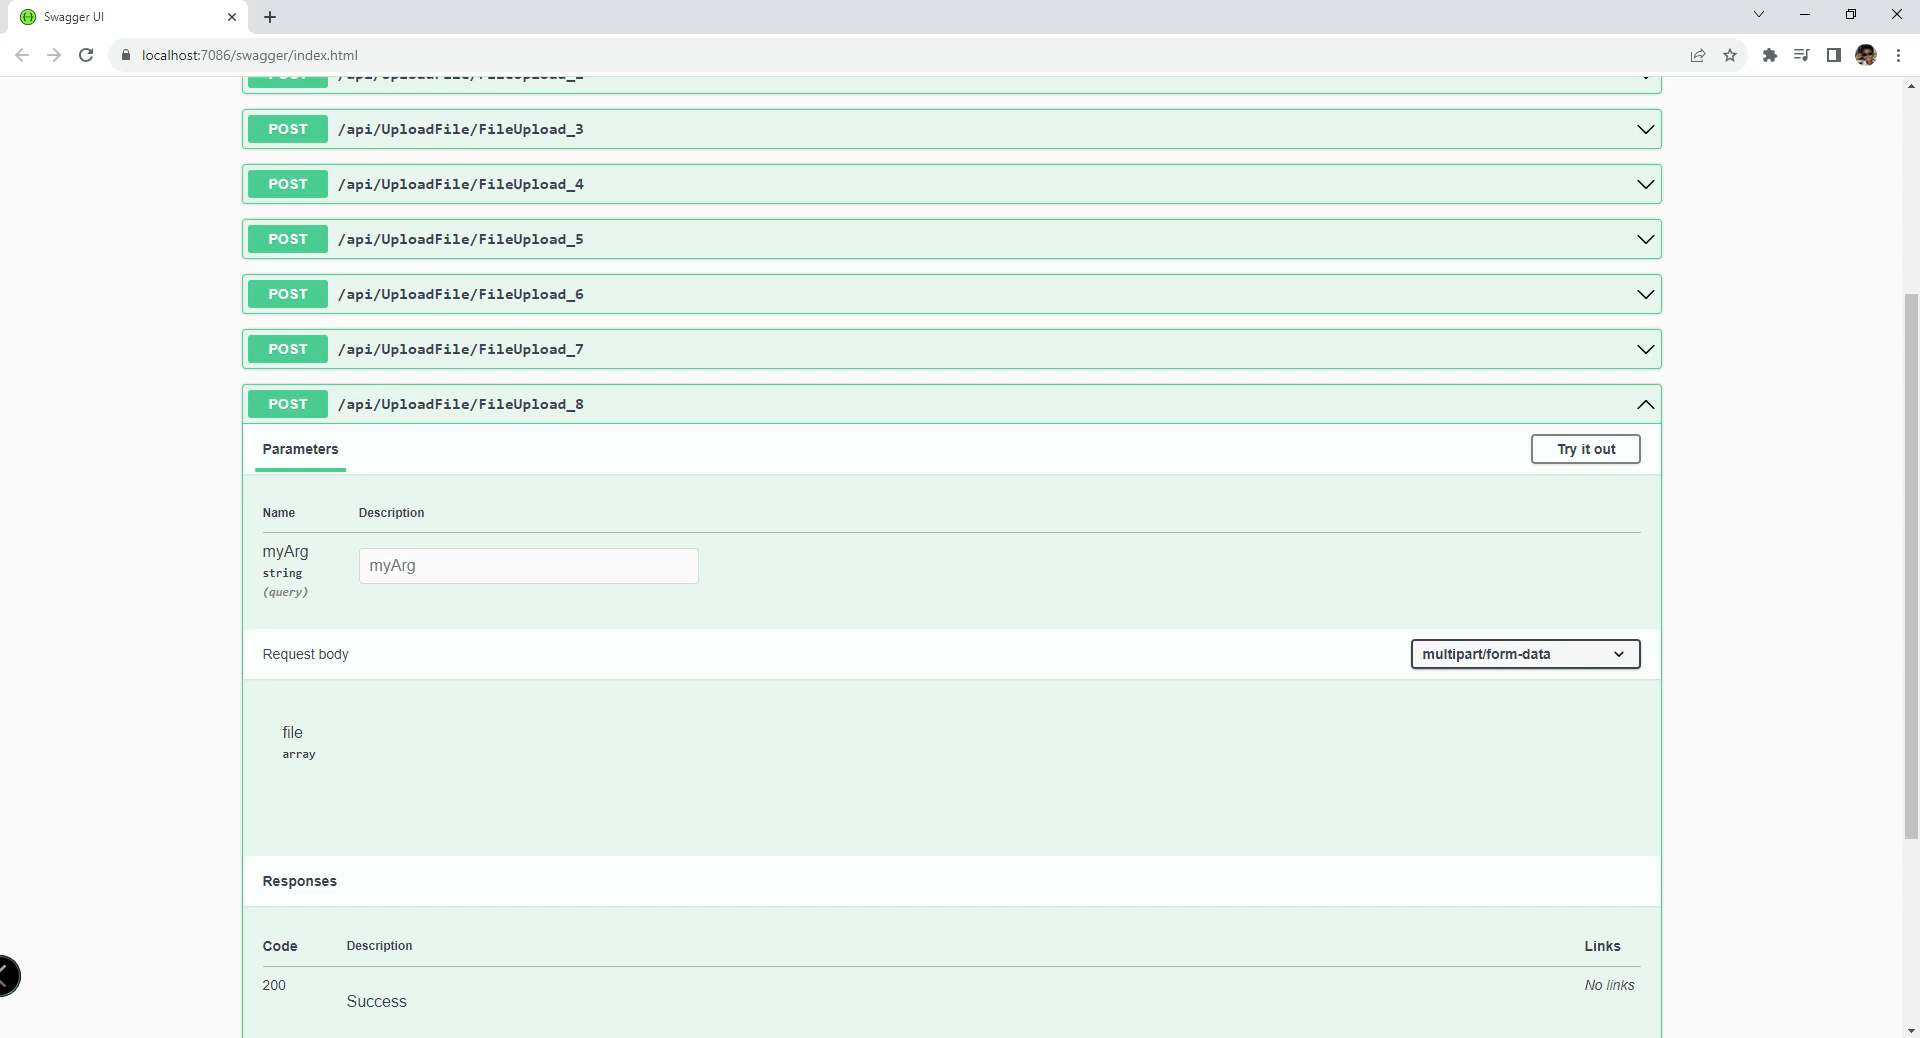 Swagger UI
localhost:7086/swagger/index.html
POST /api/UploadFile/FileUpload_3
POST /api/UploadFile/FileUpload_4
POST /api/UploadFile/FileUpload_5
POST /api/UploadFile/FileUpload_6
POST /api/UploadFile/FileUpload_7
POST /api/UploadFile/FileUpload_8
Parameters Try it out
Name Description
myArg myArg
string
(query)
Request body multipart/form-data
file
array
Responses
Code Description Links
200 No links
Success